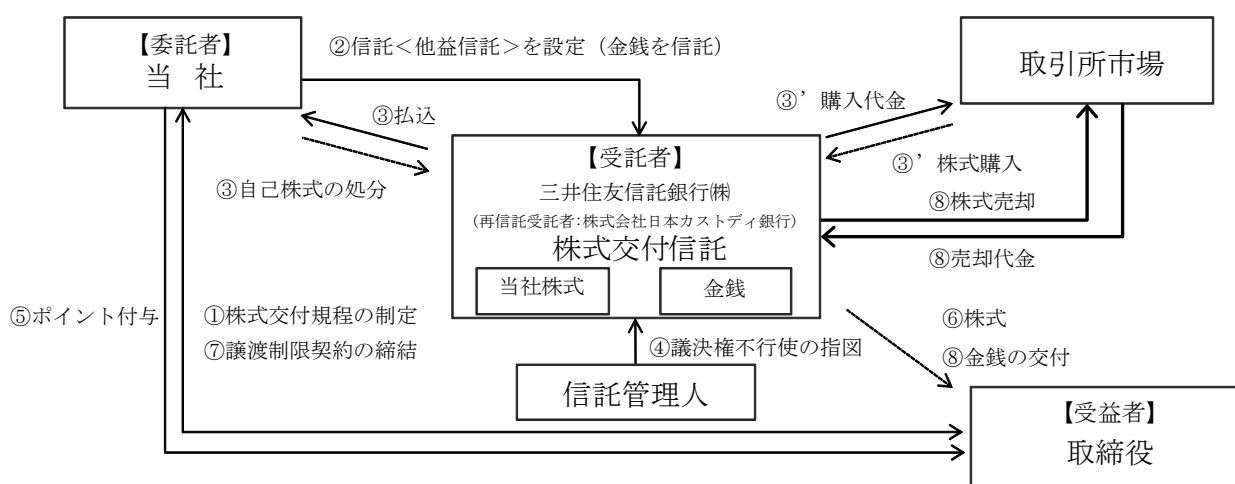 【委託者】
当 社
②信託<他益信託>を設定(金銭を信託)
取引所市場
③払込
③’購入代金
【受託者】
三井住友信託銀行㈱
(再信託受託者:株式会社日本カストディ銀行)
株式交付信託
当社株式
金銭
③自己株式の処分
③’株式購入
⑧株式売却
⑧売却代金
⑤ポイント付与
①株式交付規程の制定
⑦譲渡制限契約の締結
④議決権不行使の指図
⑥株式
⑧金銭の交付
信託管理人
【受益者】
取締役